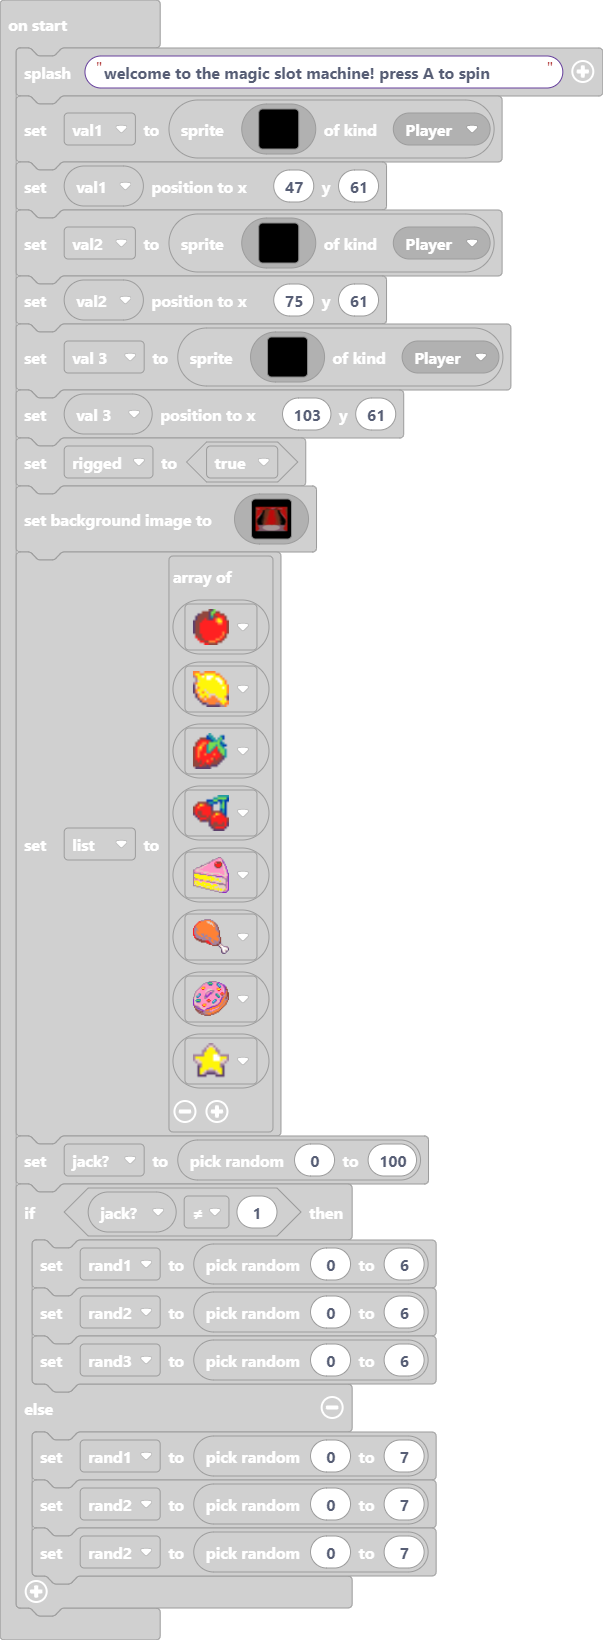 on start
splash "welcome to the magic slot machine! press A to spin"
set val1 to sprite of kind Player
set val1 position to x 47 y 61
set val2 to sprite of kind Player
set val2 position to x 75 y 61
set val 3 to sprite of kind Player
set val 3 position to x 103 y 61
set rigged to true
set background image to
array of
set list to
set jack? to pick random 0 to 100
if jack? ≠ 1 then
set rand1 to pick random 0 to 6
set rand2 to pick random 0 to 6
set rand3 to pick random 0 to 6
else
set rand1 to pick random 0 to 7
set rand2 to pick random 0 to 7
set rand2 to pick random 0 to 7